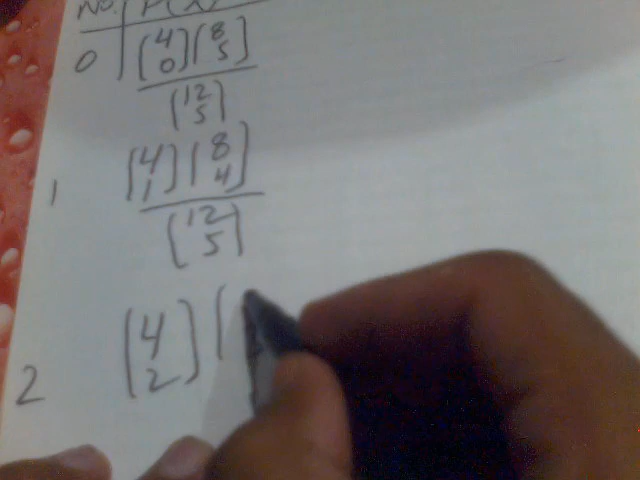 No. P(X)
0 (4 0) (8 5)
(12 5)
1 (4 1) (8 4)
(12 5)
2 (4 2) (